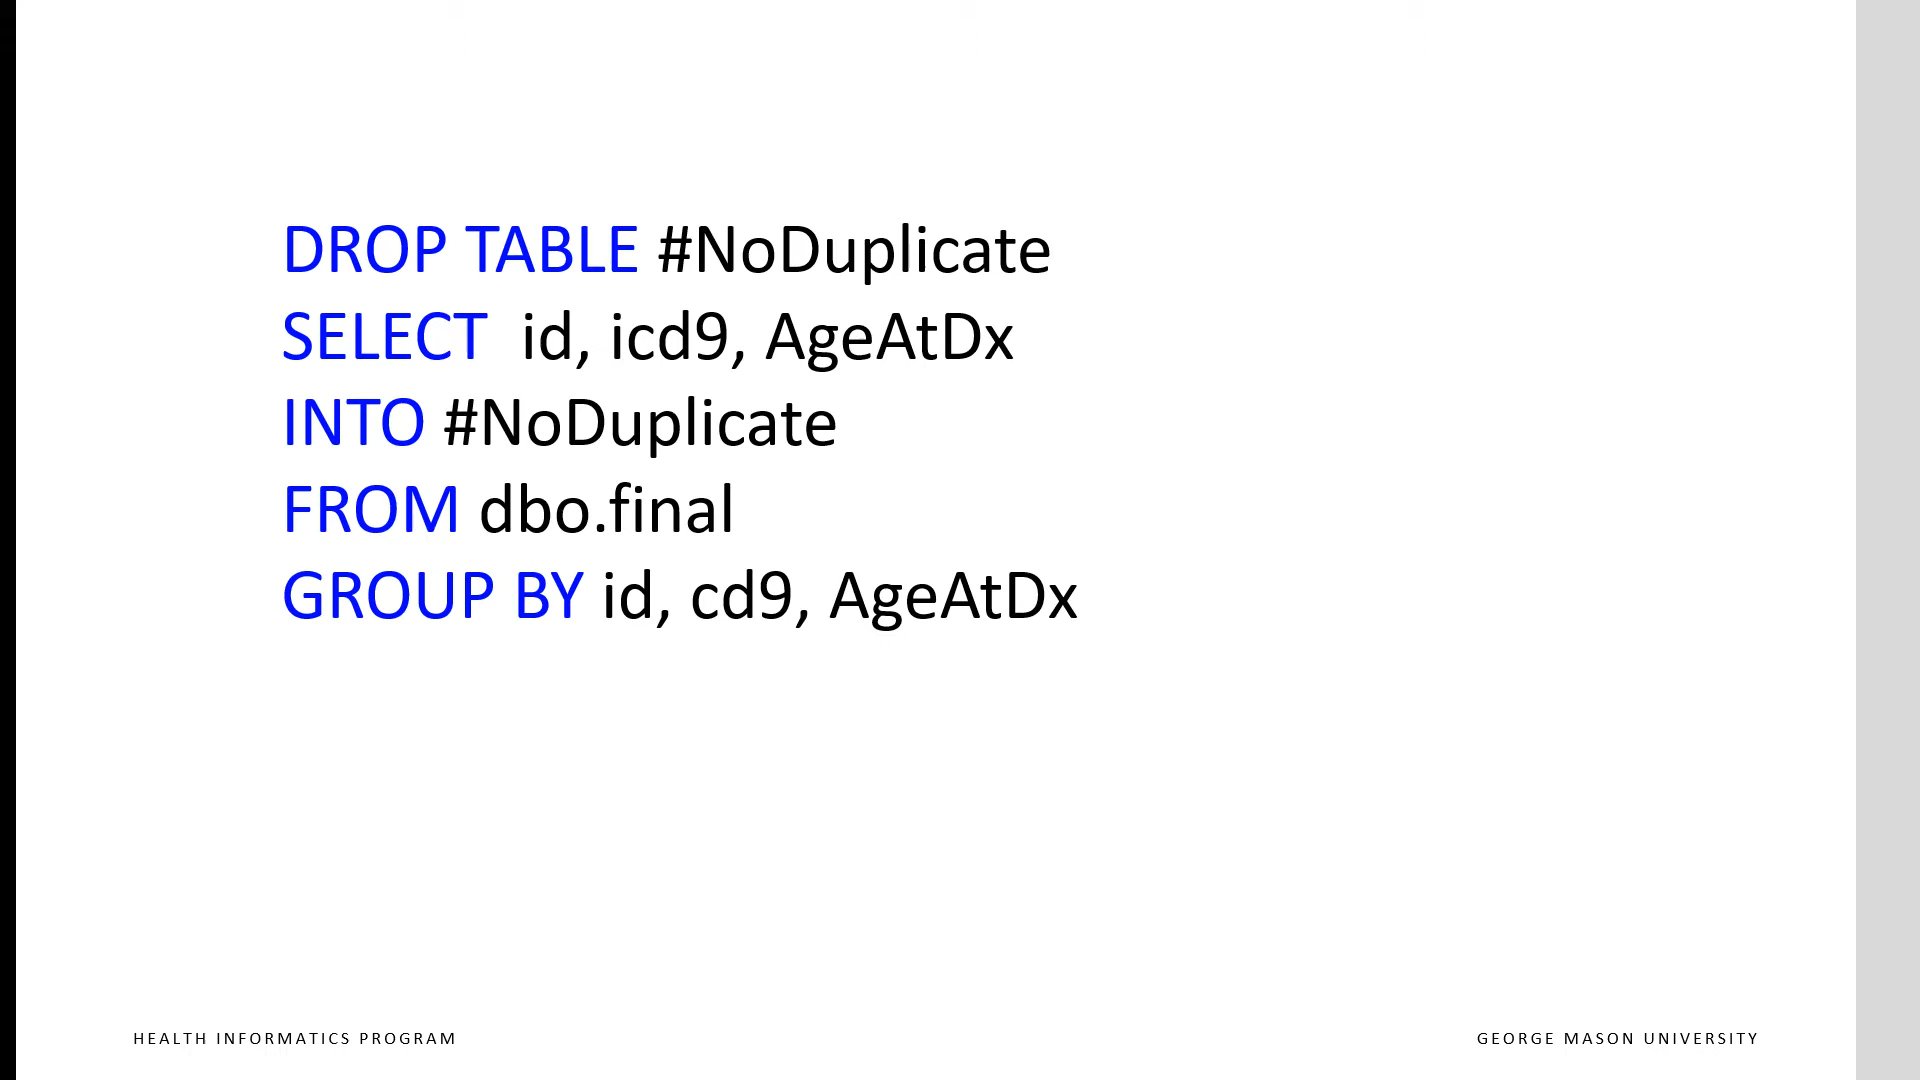 DROP TABLE #NoDuplicate
SELECT  id, icd9, AgeAtDx
INTO #NoDuplicate
FROM dbo.final
GROUP BY id, cd9, AgeAtDx
HEALTH INFORMATICS PROGRAM
GEORGE MASON UNIVERSITY